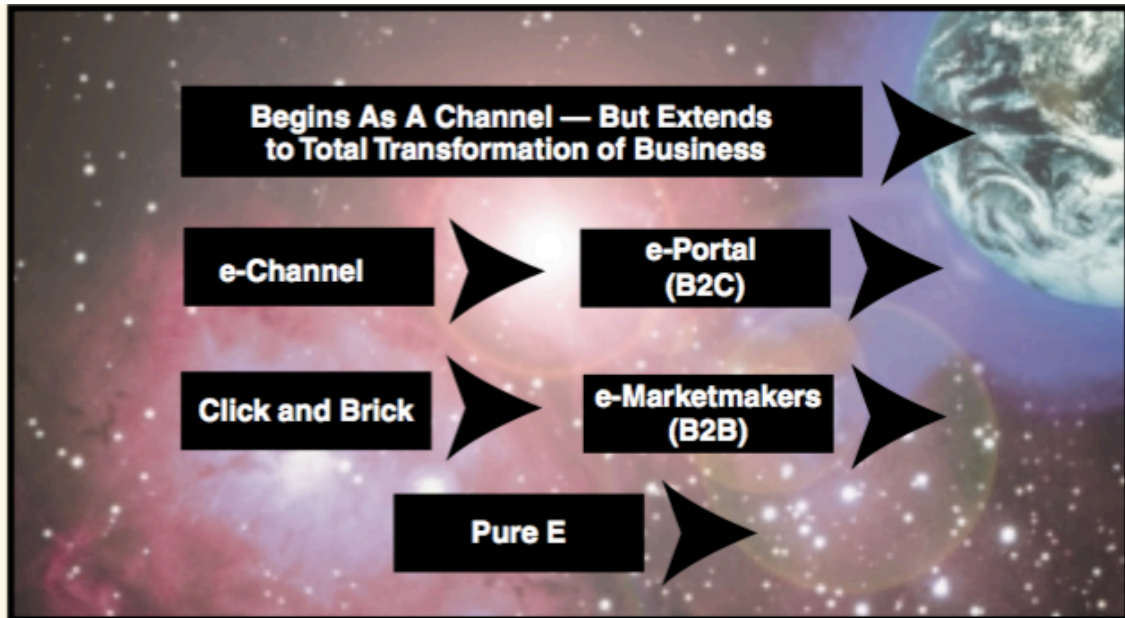 Begins As A Channel — But Extends
to Total Transformation of Business
e-Channel
e-Portal
(B2C)
Click and Brick
e-Marketmakers
(B2B)
Pure E